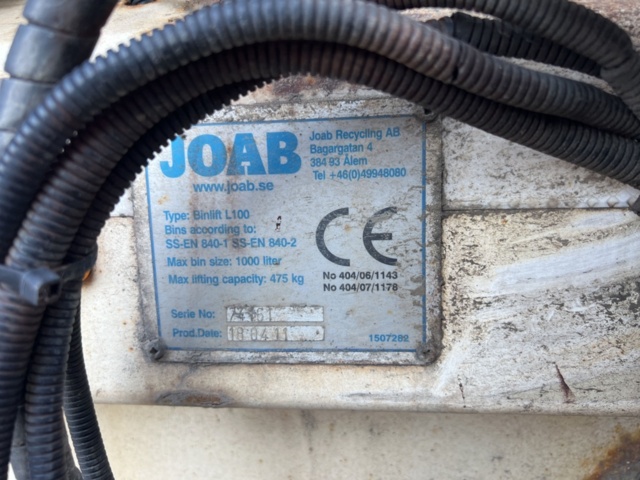 JOAB
www.joab.se
Joab Recycling AB
Bagargatan 4
384 93 Ålem
Tel +46(0)49948080
Type: Binlift L100
Bins according to:
SS-EN 840-1 SS-EN 840-2
Max bin size: 1000 liter
Max lifting capacity: 475 kg
CE
No 404/06/1143
No 404/07/1178
Serie No:
Prod.Date:
1507282